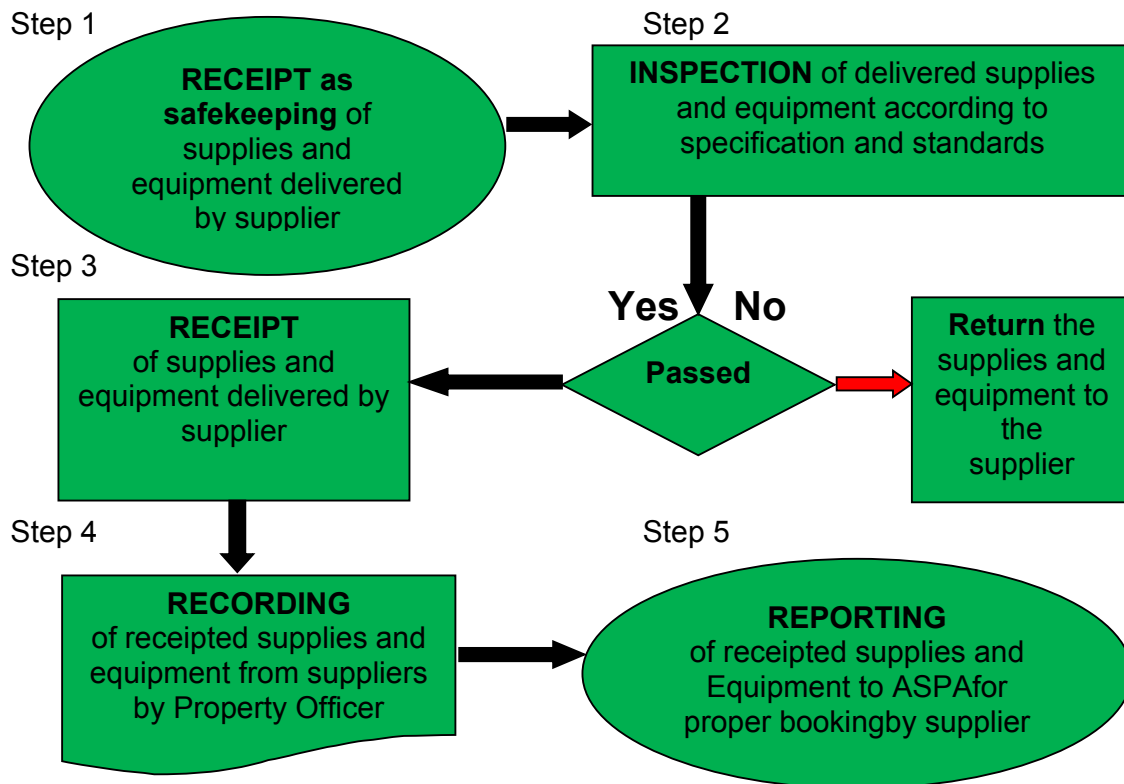 Step 1
RECEIPT as
safekeeping of
supplies and
equipment delivered
by supplier
Step 2
INSPECTION of delivered supplies
and equipment according to
specification and standards
Yes No
Passed
Return the
supplies and
equipment to
the
supplier
Step 3
RECEIPT
of supplies and
equipment delivered by
supplier
Step 4
RECORDING
of receipted supplies and
equipment from suppliers
by Property Officer
Step 5
REPORTING
of receipted supplies and
Equipment to ASPAfor
proper bookingby supplier